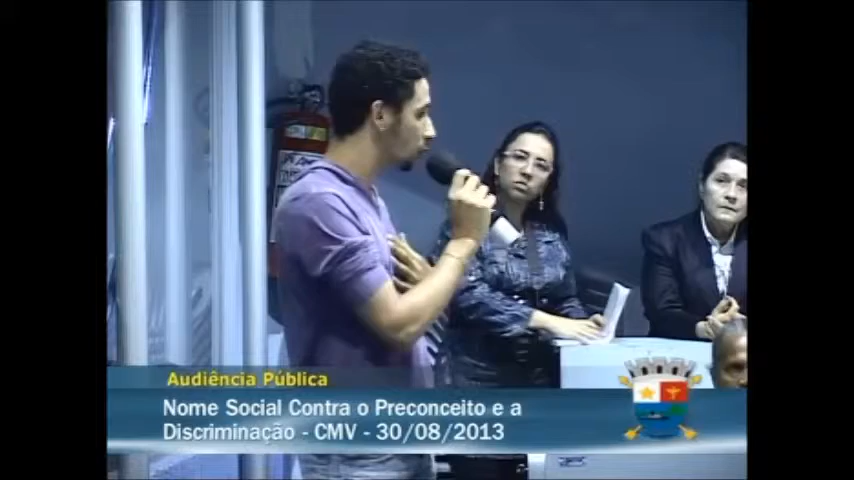 Audiência Pública
Nome Social Contra o Preconceito e a
Discriminação - CMV - 30/08/2013